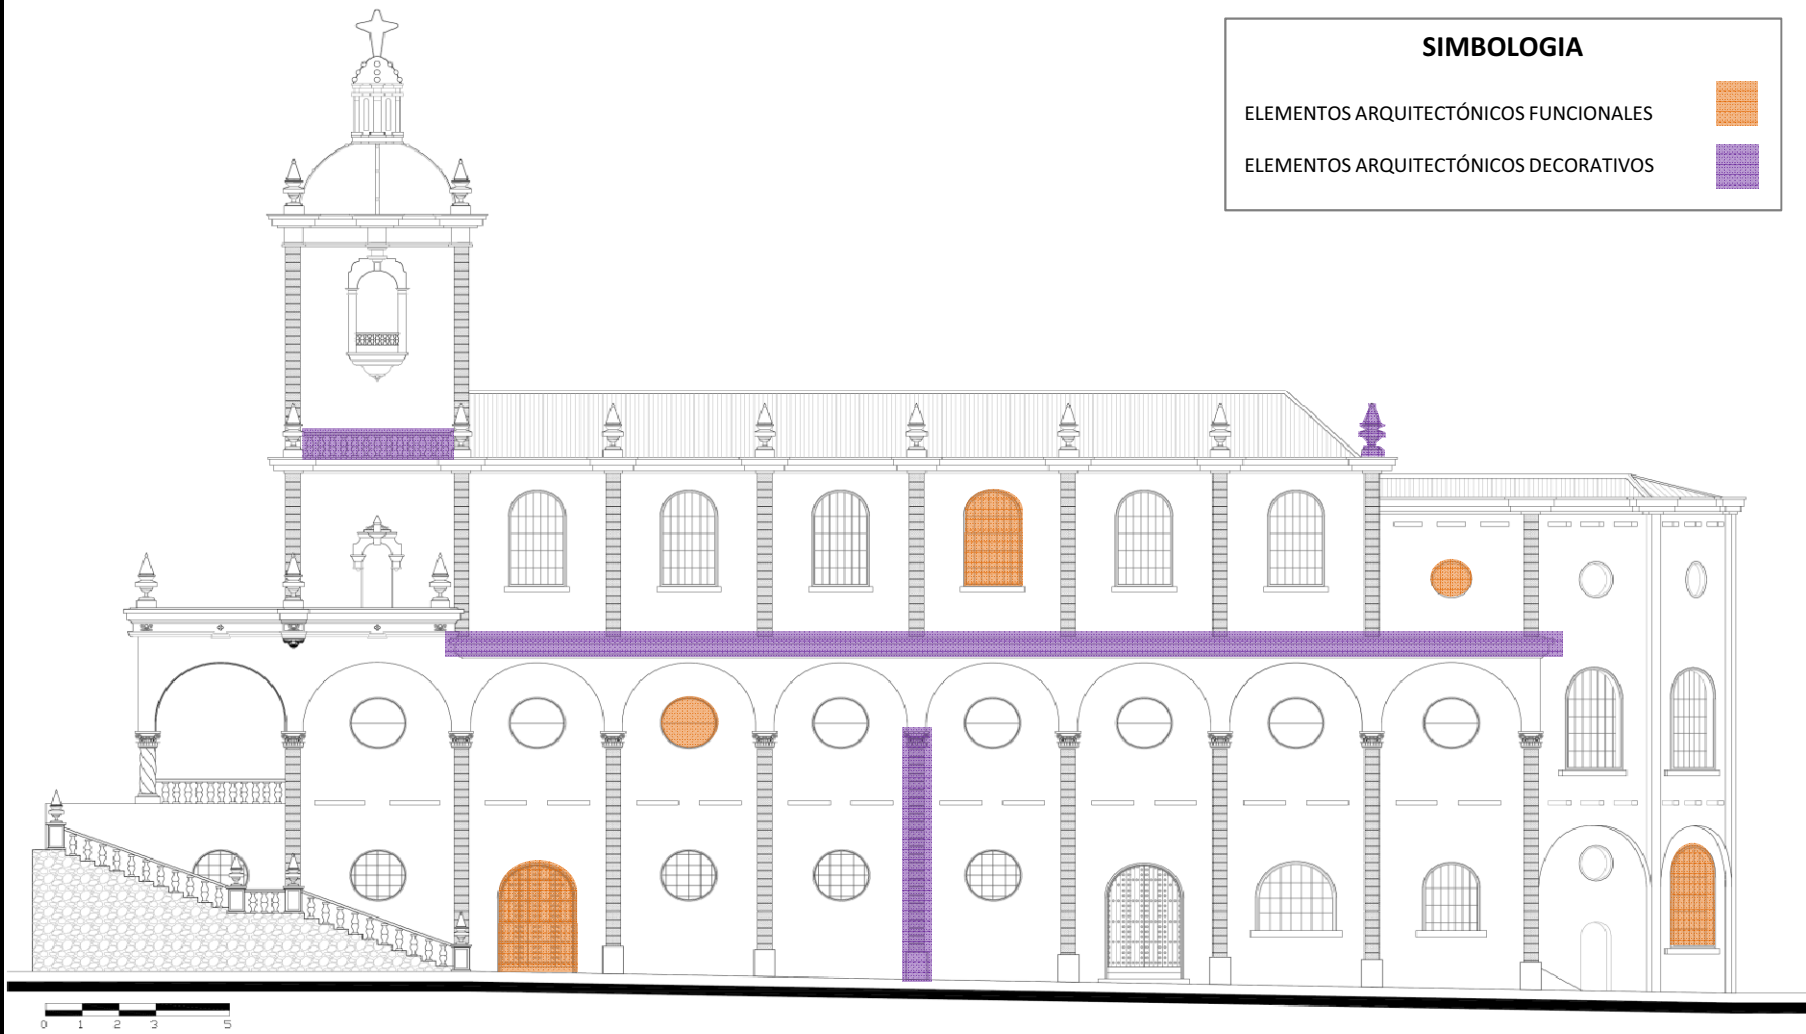 SIMBOLOGIA
ELEMENTOS ARQUITECTÓNICOS FUNCIONALES
ELEMENTOS ARQUITECTÓNICOS DECORATIVOS
0 1 2 3 5